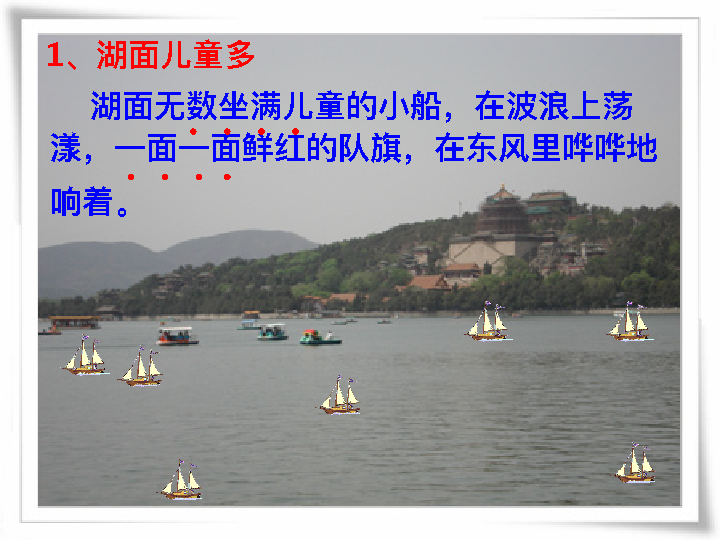 1、湖面儿童多
湖面无数坐满儿童的小船，在波浪上荡
漾，一面一面鲜红的队旗，在东风里哗哗地
响着。